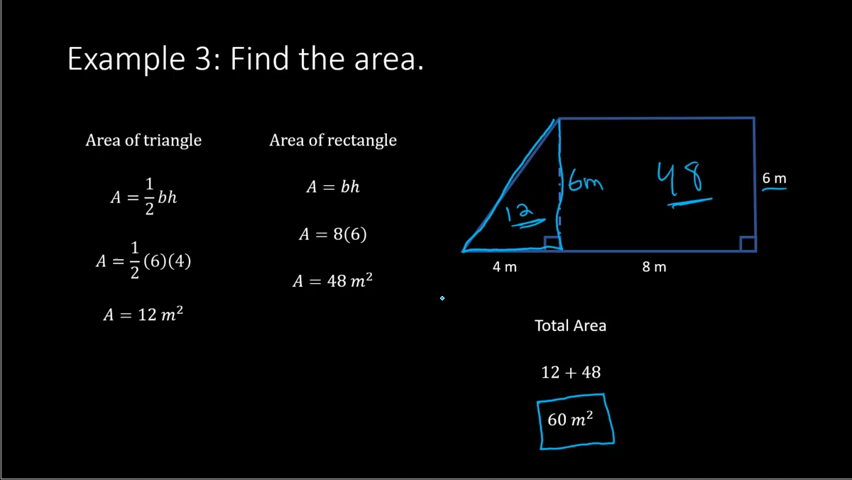 Example 3: Find the area.
Area of triangle
A = 1/2 bh
A = 1/2 (6)(4)
A = 12 m²
Area of rectangle
A = bh
A = 8(6)
A = 48 m²
12
6m
48
6 m
4 m
8 m
Total Area
12 + 48
60 m²